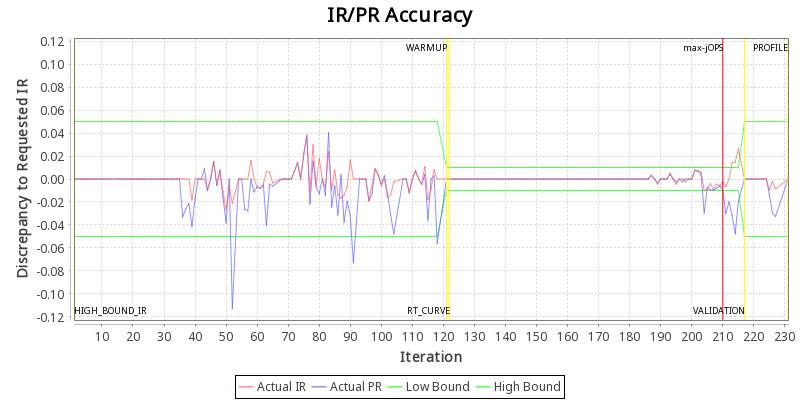 IR/PR Accuracy
Discrepancy to Requested IR
0.12
0.10
0.08
0.06
0.04
0.02
0.00
-0.02
-0.04
-0.06
-0.08
-0.10
-0.12
WARMUP
max-jOPS
PROFILE
HIGH_BOUND_IR
RT_CURVE
VALIDATION
10 20 30 40 50 60 70 80 90 100 110 120 130 140 150 160 170 180 190 200 210 220 230
Iteration
Actual IR Actual PR Low Bound High Bound